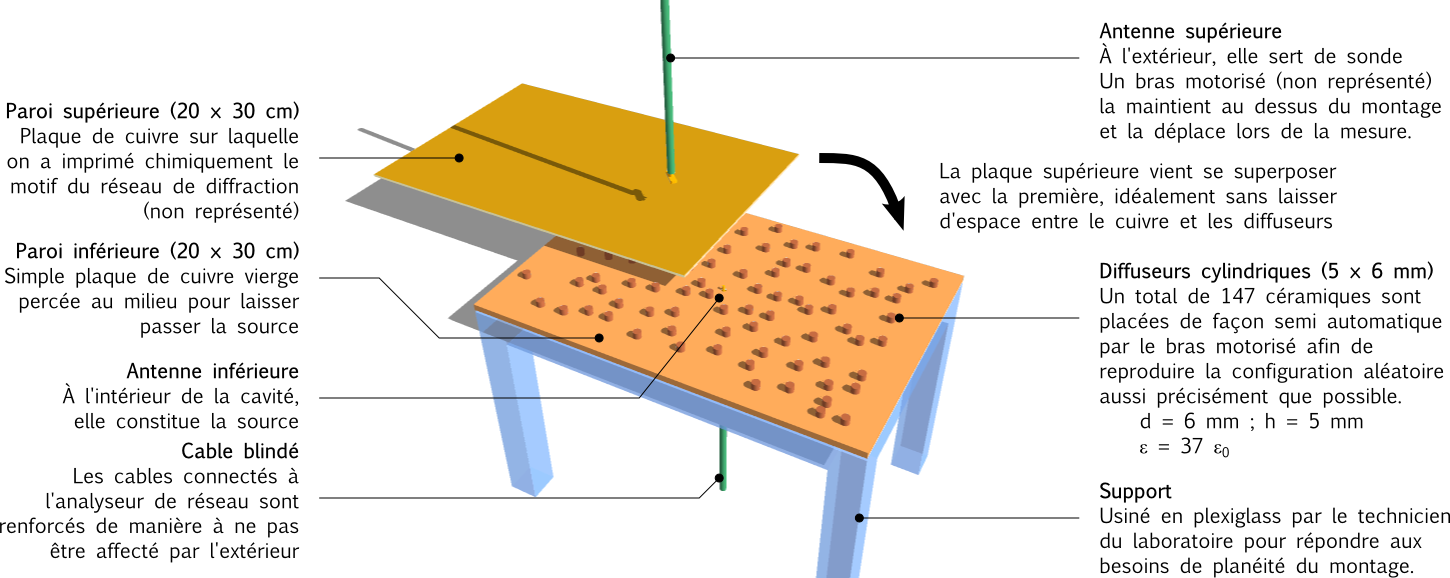 Paroi supérieure (20 x 30 cm)
Plaque de cuivre sur laquelle
on a imprimé chimiquement le
motif du réseau de diffraction
(non représenté)
Paroi inférieure (20 x 30 cm)
Simple plaque de cuivre vierge
percée au milieu pour laisser
passer la source
Antenne inférieure
À l'intérieur de la cavité,
elle constitue la source
Cable blindé
Les cables connectés à
l'analyseur de réseau sont
renforcés de manière à ne pas
être affecté par l'extérieur
Antenne supérieure
À l'extérieur, elle sert de sonde
Un bras motorisé (non représenté)
la maintient au dessus du montage
et la déplace lors de la mesure.
La plaque supérieure vient se superposer
avec la première, idéalement sans laisser
d'espace entre le cuivre et les diffuseurs
Diffuseurs cylindriques (5 x 6 mm)
Un total de 147 céramiques sont
placées de façon semi automatique
par le bras motorisé afin de
reproduire la configuration aléatoire
aussi précisément que possible.
d = 6 mm ; h = 5 mm
ε = 37 ε₀
Support
Usiné en plexiglass par le technicien
du laboratoire pour répondre aux
besoins de planéité du montage.